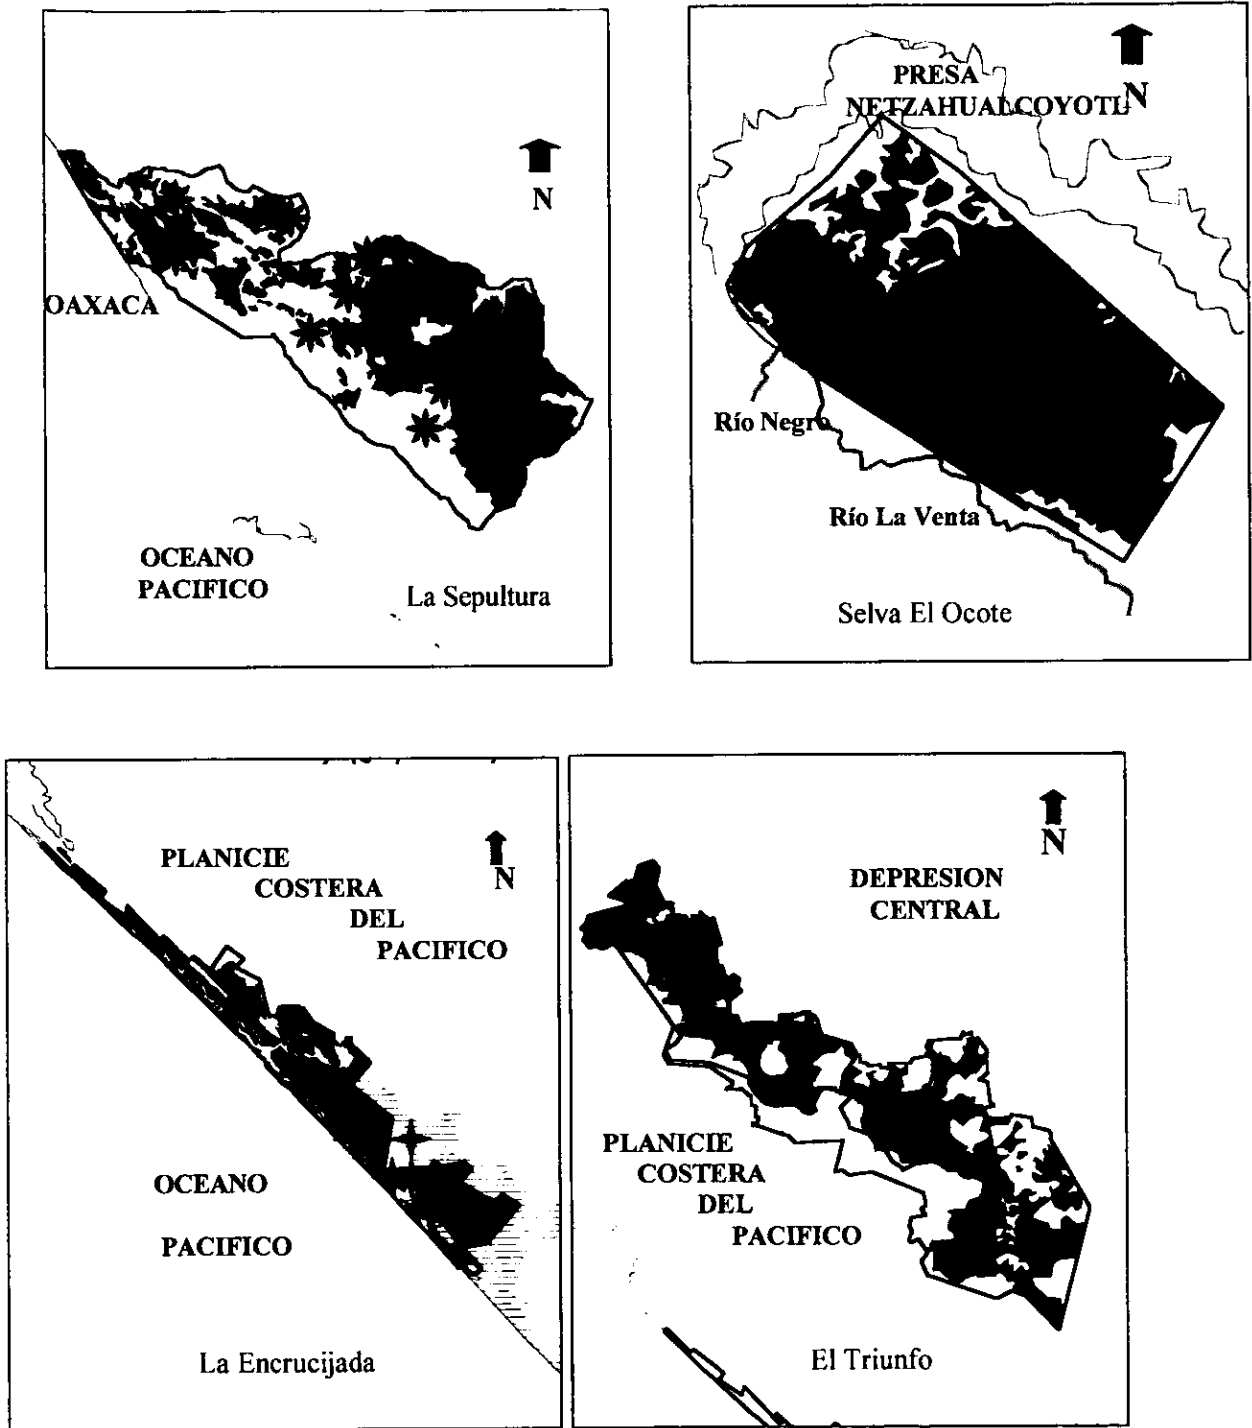 N
OAXACA
OCEANO
PACIFICO
La Sepultura
PRESA
NETZAHUALCOYOTL
N
Río Negro
Río La Venta
Selva El Ocote
PLANICIE
COSTERA
DEL
PACIFICO
N
OCEANO
PACIFICO
La Encrucijada
N
DEPRESION
CENTRAL
PLANICIE
COSTERA
DEL
PACIFICO
El Triunfo